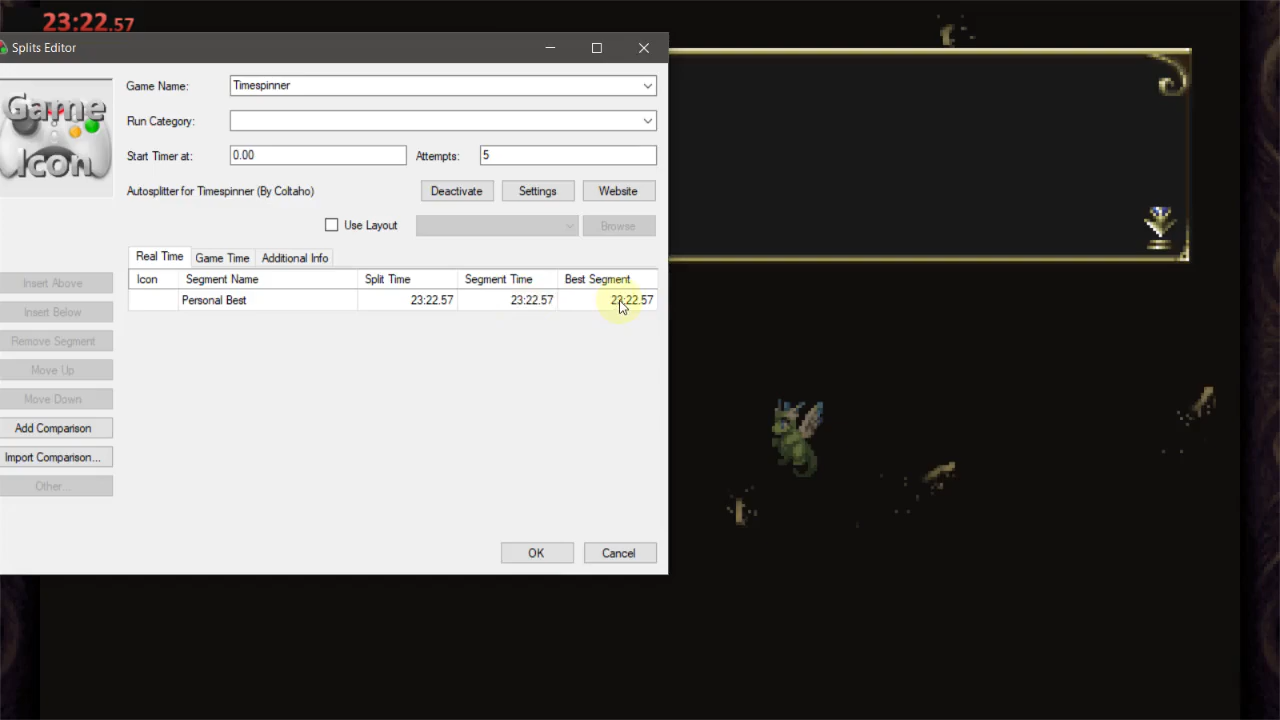 23:22.57
Splits Editor
Game Icon
Game Name: Timespinner
Run Category:
Start Timer at: 0.00 Attempts: 5
Autosplitter for Timespinner (By Coltaho) Deactivate Settings Website
Use Layout Browse
Real Time Game Time Additional Info
Icon Segment Name Split Time Segment Time Best Segment
Personal Best 23:22.57 23:22.57 23:22.57
Insert Above
Insert Below
Remove Segment
Move Up
Move Down
Add Comparison
Import Comparison...
Other...
OK Cancel